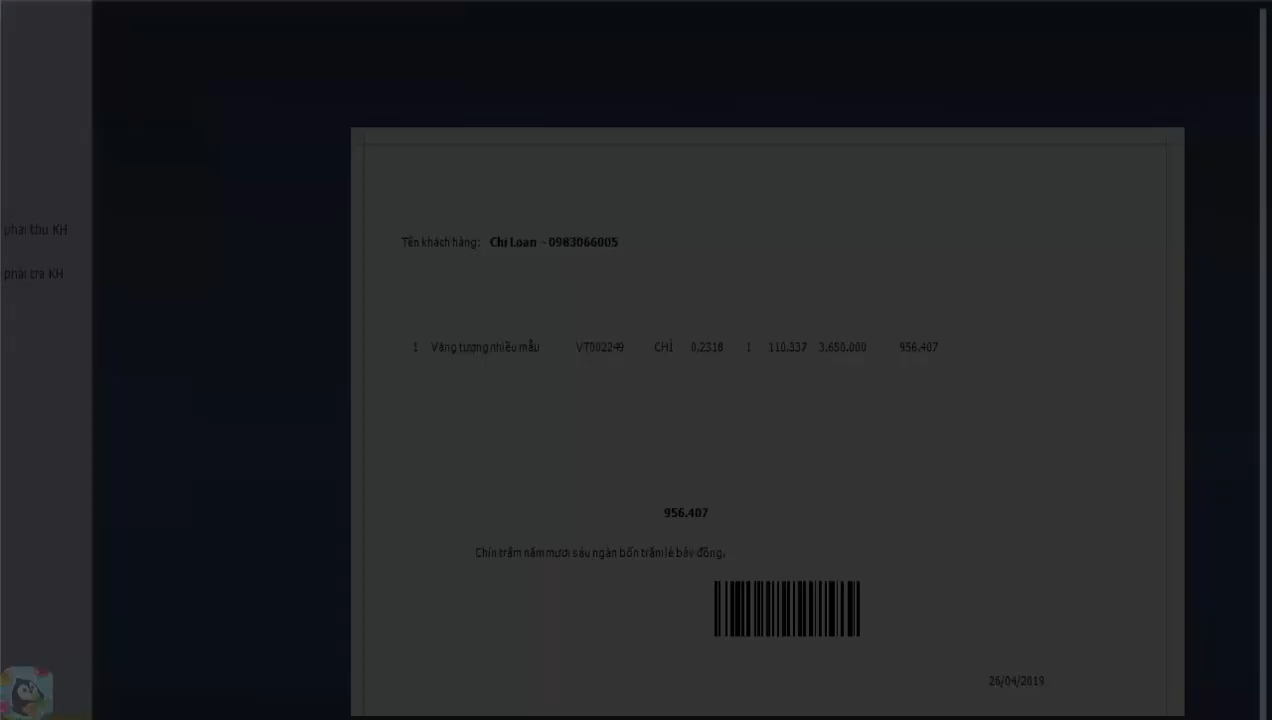 phải thu KH
phải trả KH
Tên khách hàng: Chị Loan - 0983066005
1 Vàng tượng nhiều mẫu VT002249 CHỈ 0,2318 1 110.337 3.650.000 956.407
956.407
Chín trăm năm mươi sáu ngàn bốn trăm lẻ bảy đồng.
26/04/2019